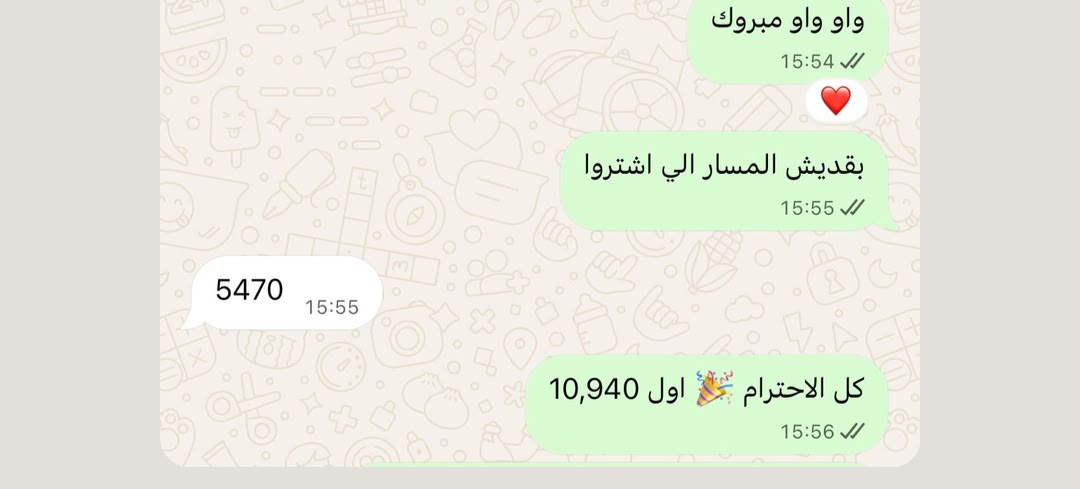 واو واو مبروك
15:54
❤️
بقديش المسار الي اشتروا
15:55
5470
15:55
كل الاحترام 🎉 اول 10,940
15:56